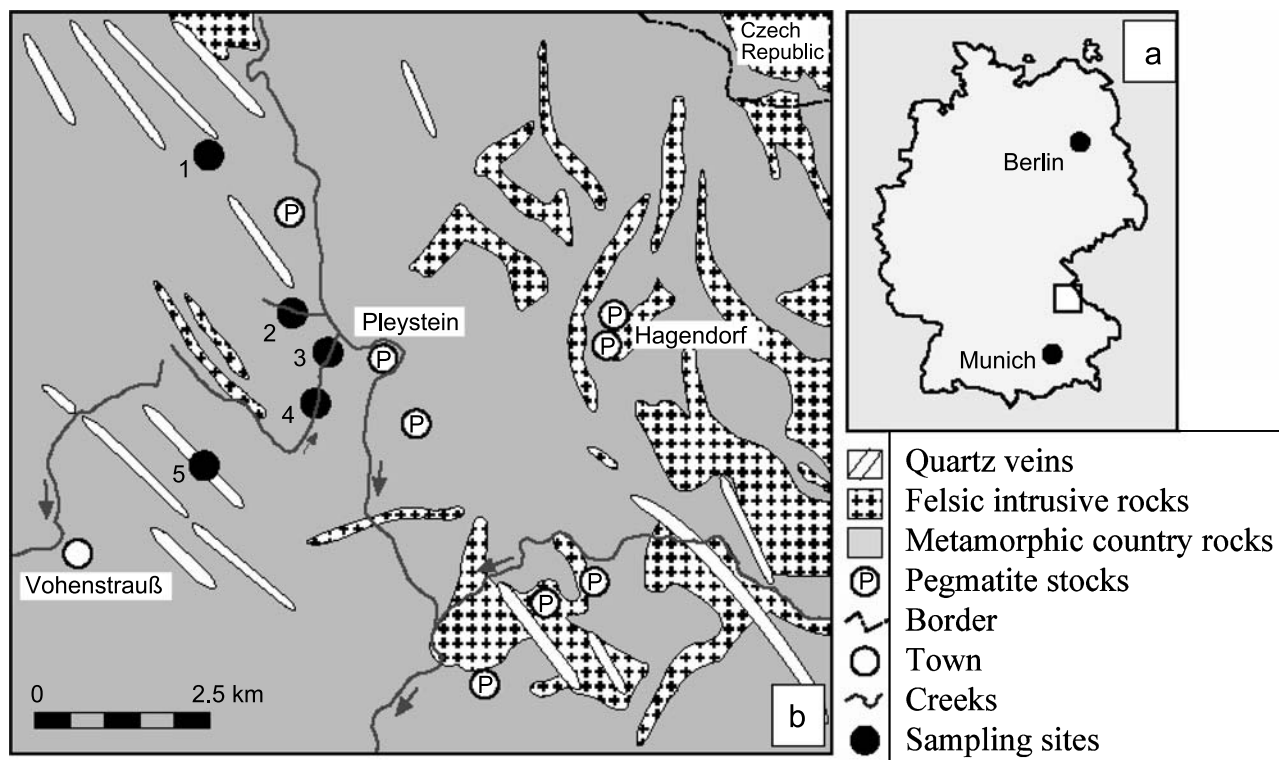 Czech
Republic
a
Berlin
1
P
2
Pleystein
3
P
P
P
Hagendorf
4
P
Munich
5
Quartz veins
Felsic intrusive rocks
Metamorphic country rocks
P Pegmatite stocks
Border
Town
Creeks
Sampling sites
Vohenstrauß
P
P
P
0 2.5 km
b